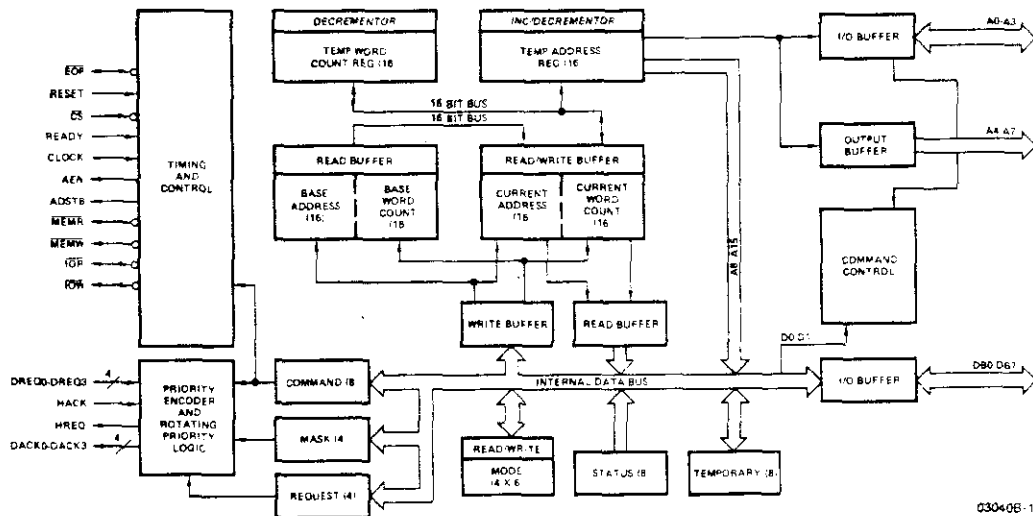 DECREMENTOR
TEMP WORD
COUNT REG (16
INC/DECREMENTOR
TEMP ADDRESS
REG (16
I/O BUFFER
A0-A3
EOP
RESET
CS
READY
CLOCK
AEN
ADSTB
MEMR
MEMW
IOR
IOW
TIMING
AND
CONTROL
16 BIT BUS
16 BIT BUS
READ BUFFER
BASE
ADDRESS
(16)
BASE
WORD
COUNT
(16
READ/WRITE BUFFER
CURRENT
ADDRESS
(16
CURRENT
WORD
COUNT
(16
OUTPUT
BUFFER
A4 A7
A8 A15
COMMAND
CONTROL
WRITE BUFFER
READ BUFFER
D0 D1
DREQ0-DREQ3
4
HACK
HREQ
DACK0-DACK3
4
PRIORITY
ENCODER
AND
ROTATING
PRIORITY
LOGIC
COMMAND (8
MASK (4
REQUEST (4)
INTERNAL DATA BUS
I/O BUFFER
READ/WRITE
MODE
(4 X 6
STATUS (8
TEMPORARY (8)
03040B-1